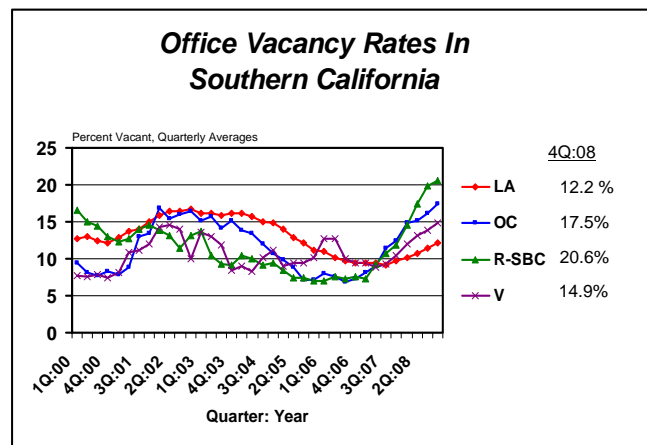 Office Vacancy Rates In
Southern California
Percent Vacant, Quarterly Averages
4Q:08
25
20
15
10
5
0
LA 12.2 %
OC 17.5%
R-SBC 20.6%
V 14.9%
1Q:00 4Q:00 3Q:01 2Q:02 1Q:03 4Q:03 3Q:04 2Q:05 1Q:06 4Q:06 3Q:07 2Q:08
Quarter: Year